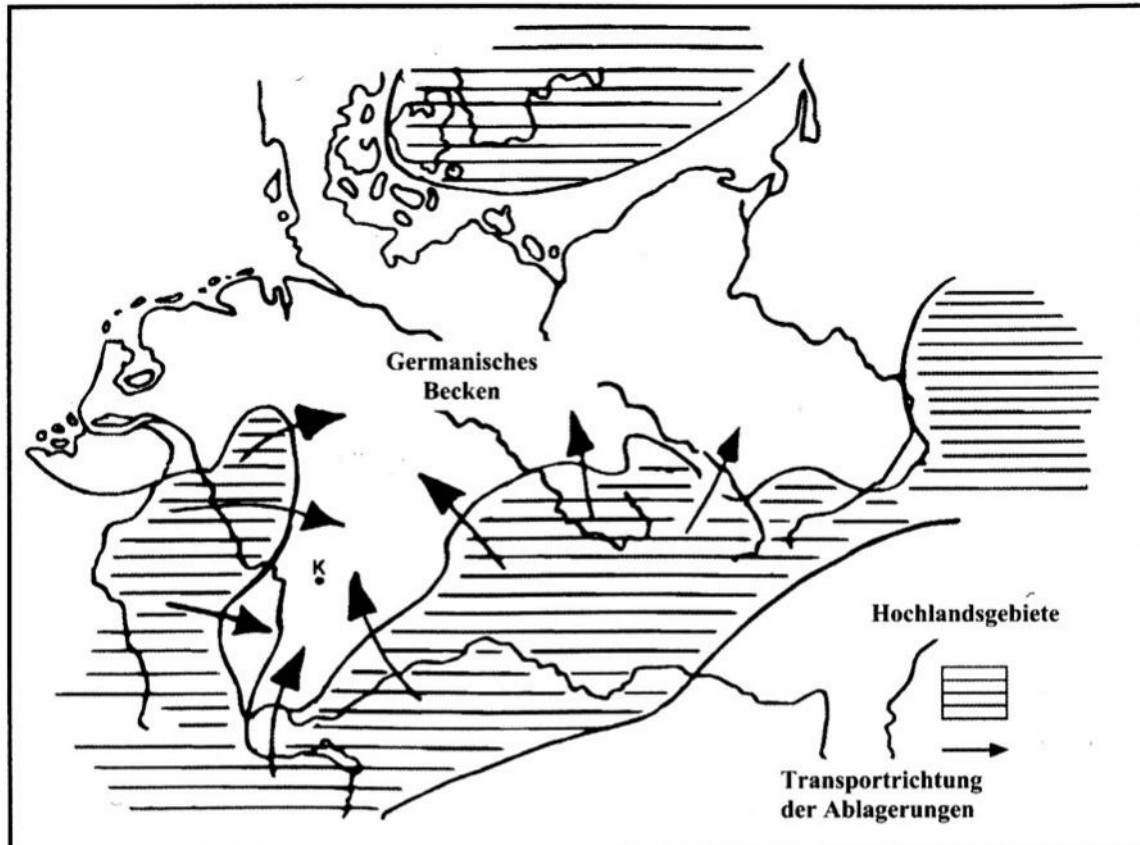 Germanisches
Becken
K
Hochlandsgebiete
Transportrichtung
der Ablagerungen